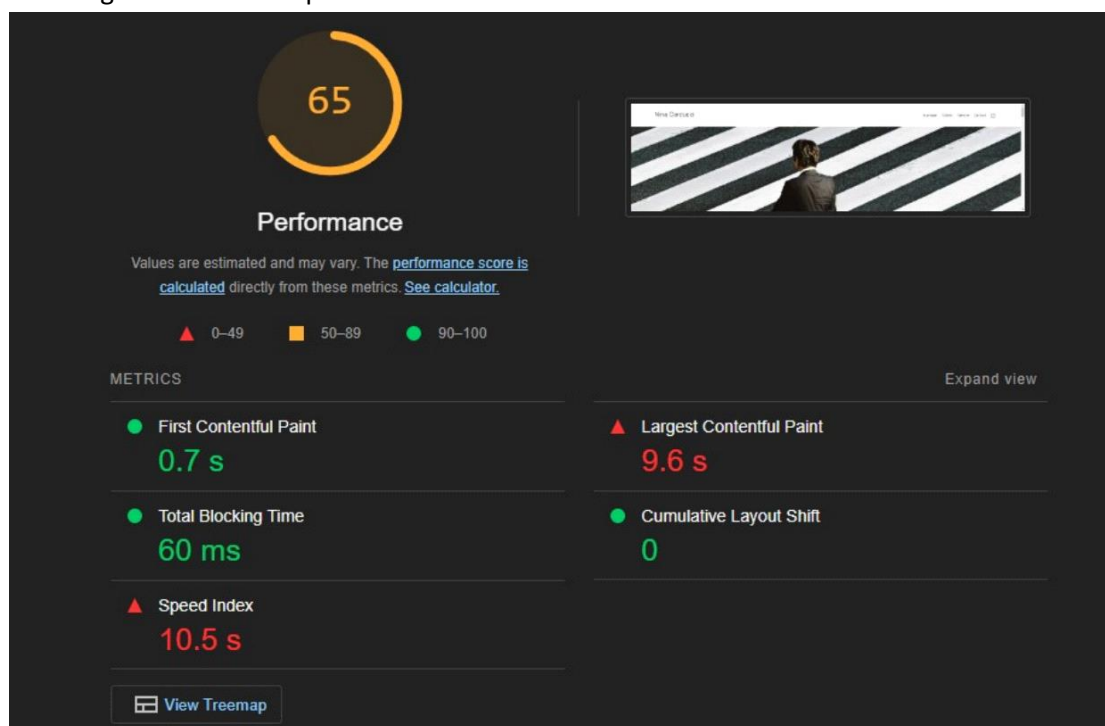 65
Performance
Values are estimated and may vary. The performance score is
calculated directly from these metrics. See calculator.
0–49 50–89 90–100
METRICS Expand view
First Contentful Paint
0.7 s
Largest Contentful Paint
9.6 s
Total Blocking Time
60 ms
Cumulative Layout Shift
0
Speed Index
10.5 s
View Treemap